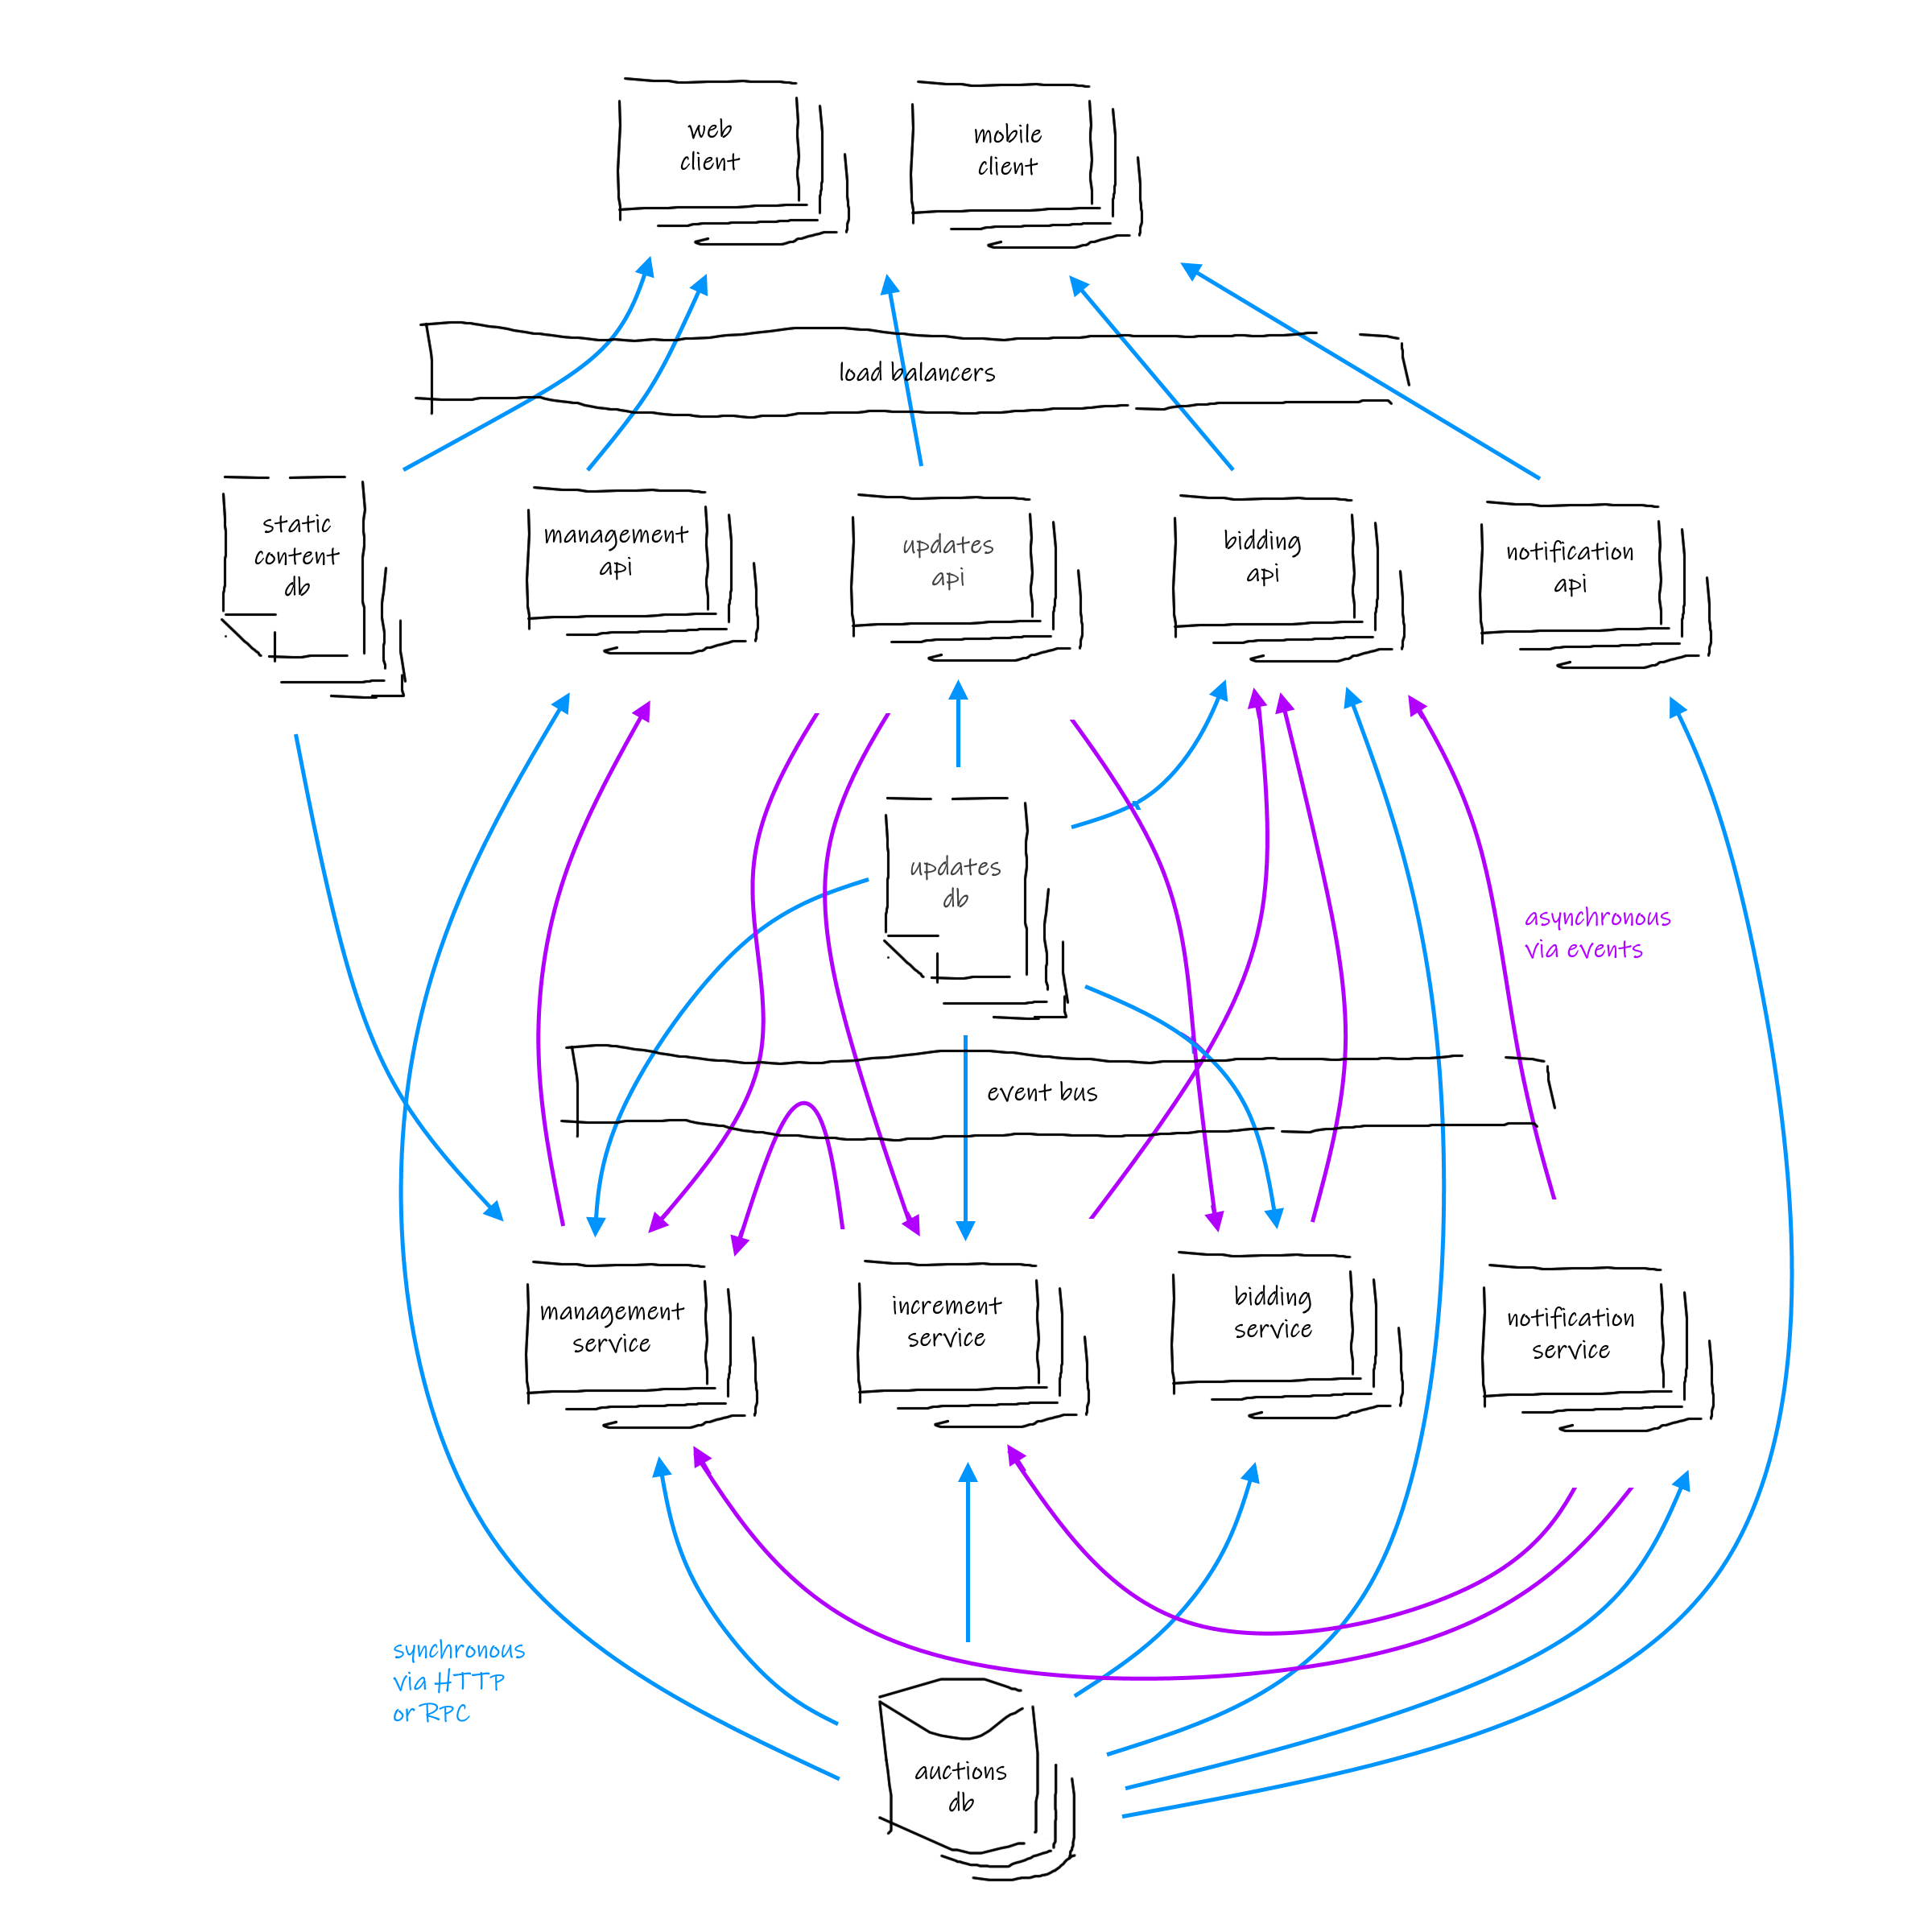 web
client
mobile
client
load balancers
static
content
db
management
api
updates
api
bidding
api
notification
api
updates
db
asynchronous
via events
event bus
management
service
increment
service
bidding
service
notification
service
synchronous
via HTTP
or RPC
auctions
db